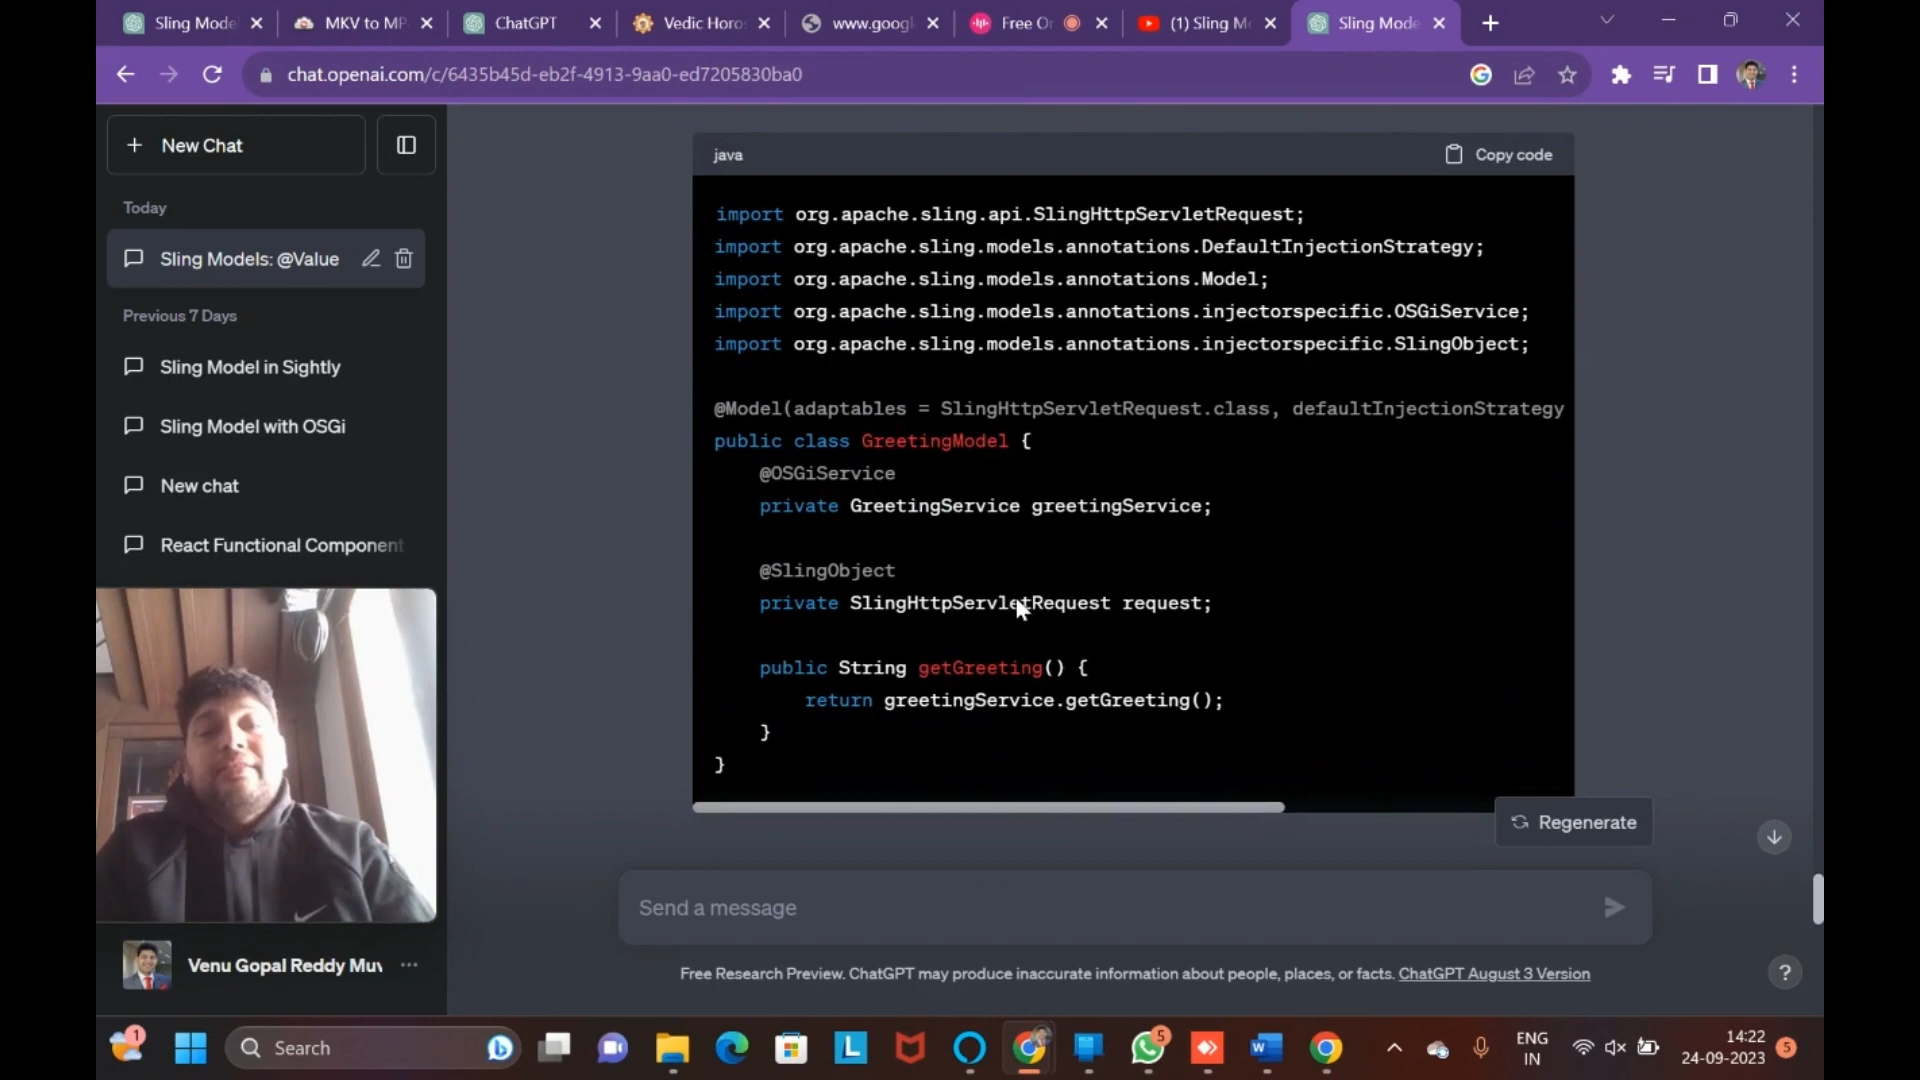 Sling Mode
MKV to MP
ChatGPT
Vedic Horo
www.googl
Free O
(1) Sling M
Sling Mode
chat.openai.com/c/6435b45d-eb2f-4913-9aa0-ed7205830ba0
New Chat
Today
Sling Models: @Value
Previous 7 Days
Sling Model in Sightly
Sling Model with OSGi
New chat
React Functional Component
Venu Gopal Reddy Muv
java
Copy code
import org.apache.sling.api.SlingHttpServletRequest;
import org.apache.sling.models.annotations.DefaultInjectionStrategy;
import org.apache.sling.models.annotations.Model;
import org.apache.sling.models.annotations.injectorspecific.OSGiService;
import org.apache.sling.models.annotations.injectorspecific.SlingObject;
@Model(adaptables = SlingHttpServletRequest.class, defaultInjectionStrategy
public class GreetingModel {
@OSGiService
private GreetingService greetingService;
@SlingObject
private SlingHttpServletRequest request;
public String getGreeting() {
return greetingService.getGreeting();
}
}
Regenerate
Send a message
Free Research Preview. ChatGPT may produce inaccurate information about people, places, or facts. ChatGPT August 3 Version
?
1
Search
L
5
W
ENG
IN
14:22
24-09-2023
5